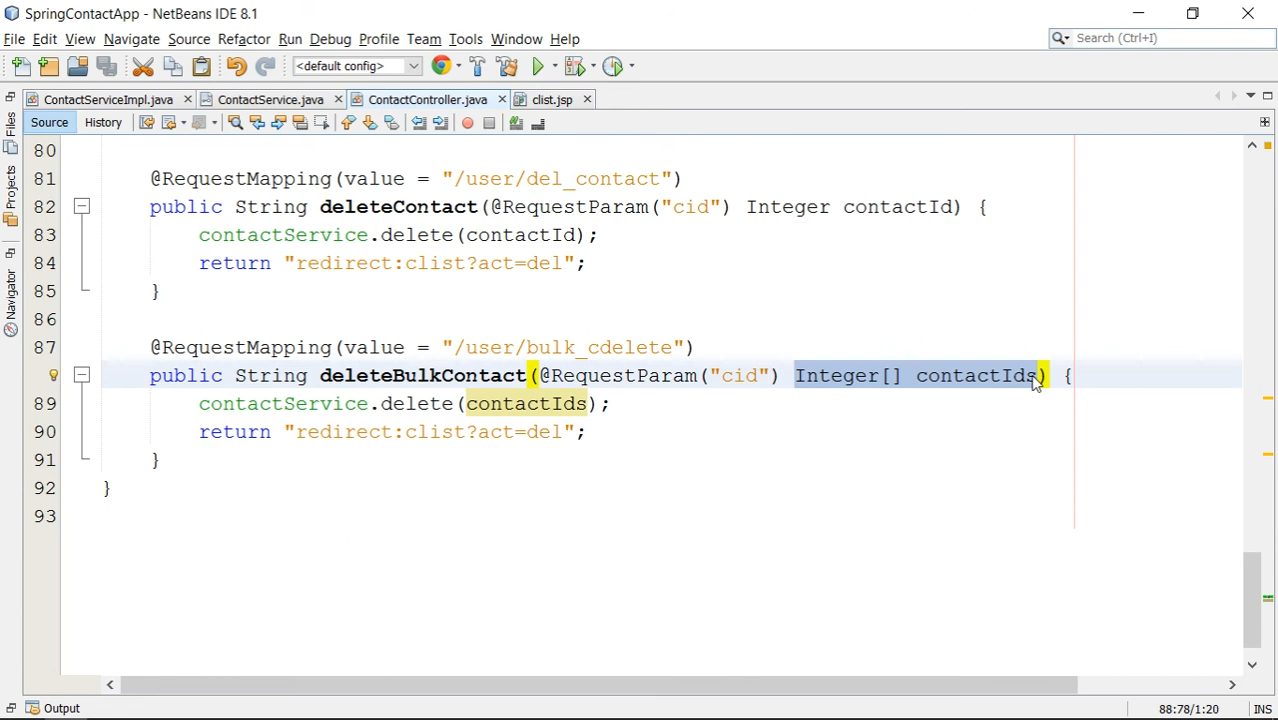 SpringContactApp - NetBeans IDE 8.1
File Edit View Navigate Source Refactor Run Debug Profile Team Tools Window Help
Search (Ctrl+I)
<default config>
ContactServiceImpl.java ContactService.java ContactController.java clist.jsp
Source History
Files
Projects
Navigator
80
81 @RequestMapping(value = "/user/del_contact")
82 public String deleteContact(@RequestParam("cid") Integer contactId) {
83 contactService.delete(contactId);
84 return "redirect:clist?act=del";
85 }
86
87 @RequestMapping(value = "/user/bulk_cdelete")
public String deleteBulkContact(@RequestParam("cid") Integer[] contactIds) {
89 contactService.delete(contactIds);
90 return "redirect:clist?act=del";
91 }
92 }
93
Output
88:78/1:20 INS